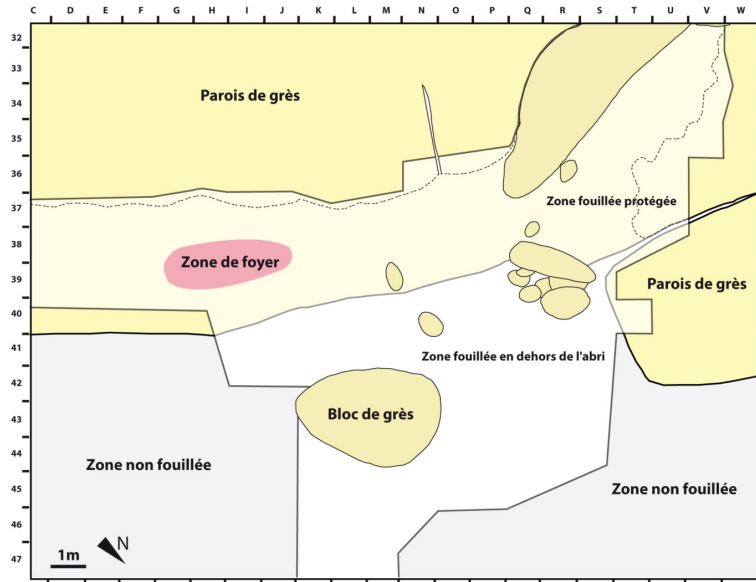 C D E F G H I J K L M N O P Q R S T U V W
32
33
34
35
36
37
38
39
40
41
42
43
44
45
46
47
Parois de grès
Zone fouillée protégée
Zone de foyer
Parois de grès
Zone fouillée en dehors de l'abri
Bloc de grès
Zone non fouillée
Zone non fouillée
1m
N